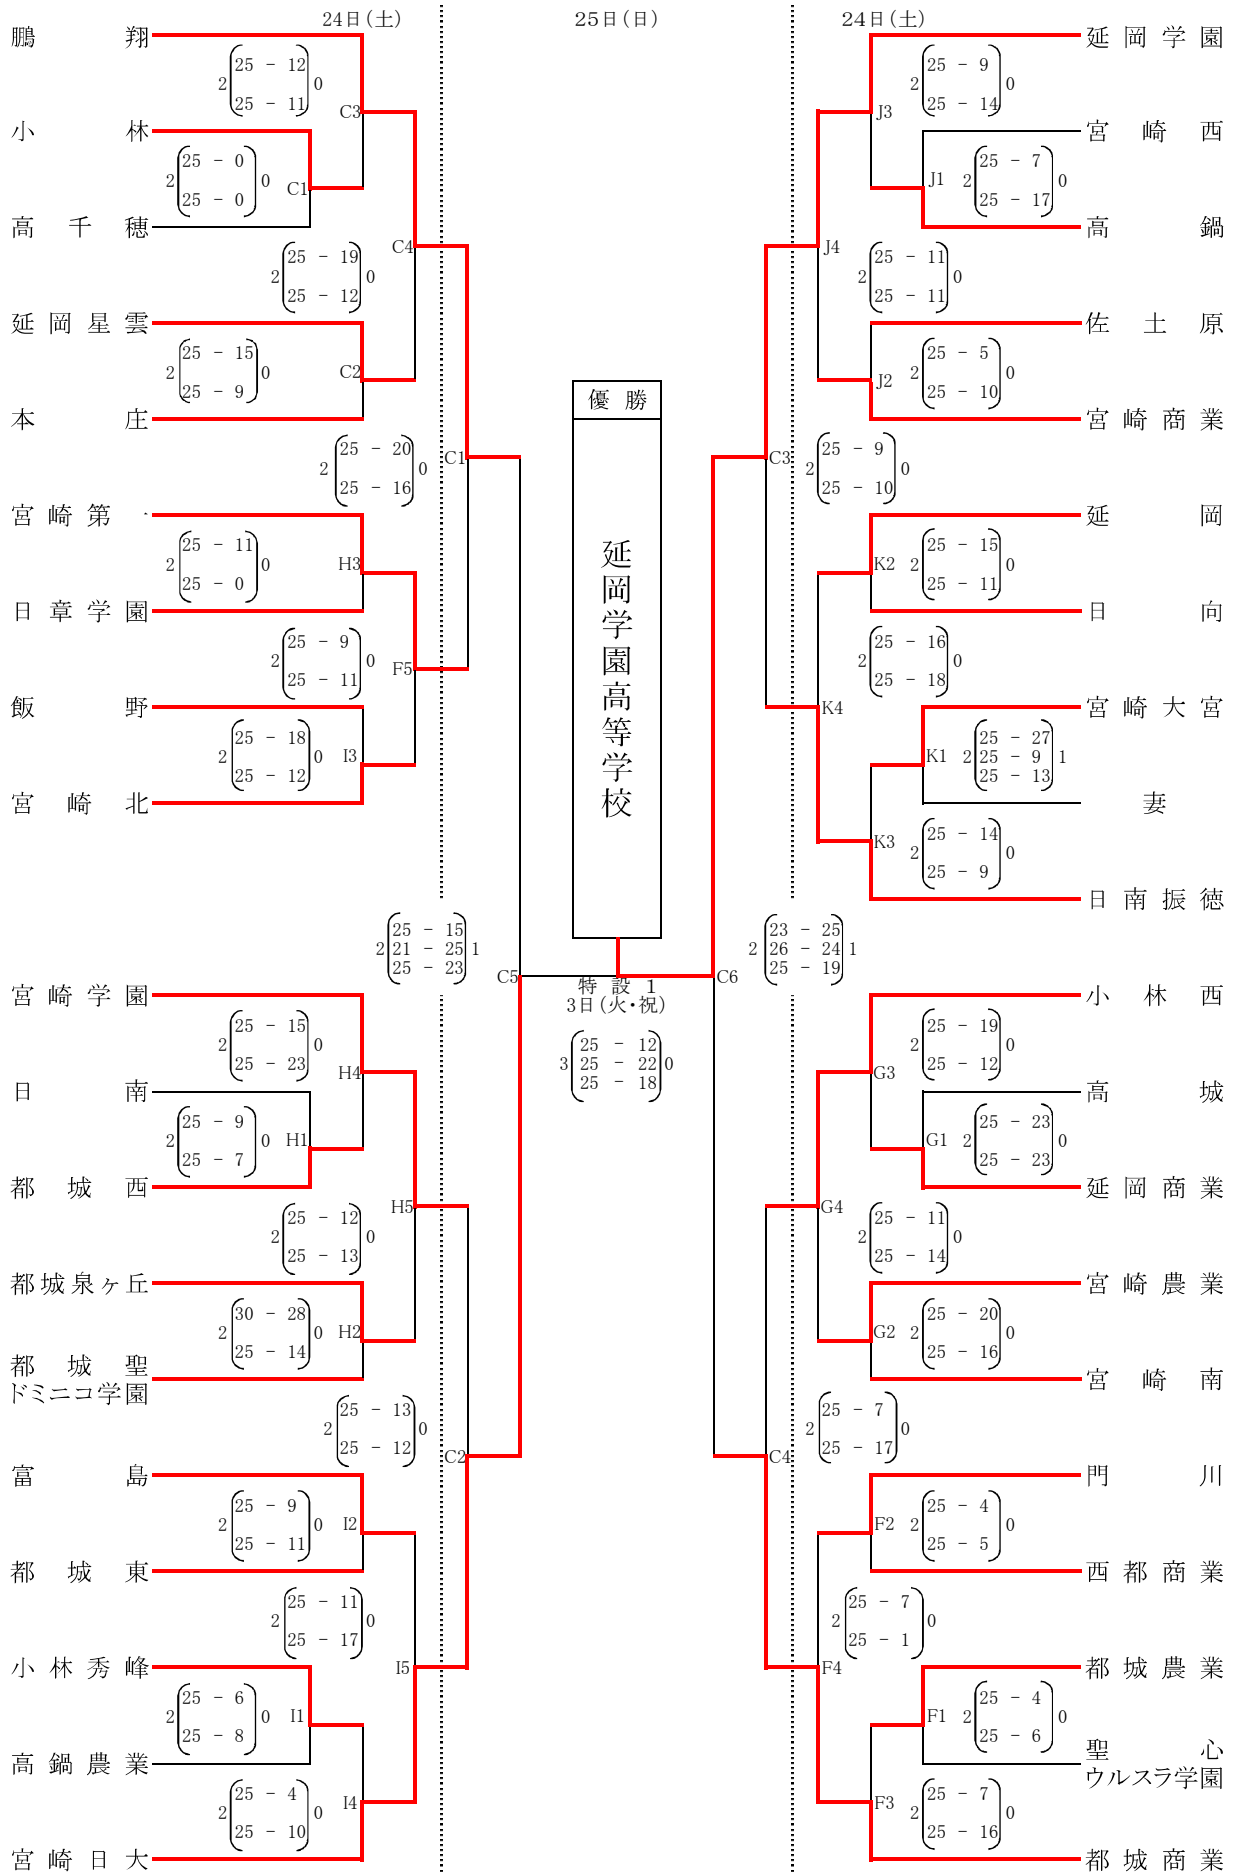 24日(土)
25日(日)
24日(土)
鵬翔
2 25 - 12 0
25 - 11
C3
小林
2 25 - 0 0
25 - 0
C1
高千穂
2 25 - 19 0
25 - 12
C4
延岡星雲
2 25 - 15 0
25 - 9
C2
本庄
2 25 - 20 0
25 - 16
C1
宮崎第
2 25 - 11 0
25 - 0
H3
日章学園
2 25 - 9 0
25 - 11
F5
飯野
2 25 - 18 0
25 - 12
I3
宮崎北
2 25 - 15 1
21 - 25
25 - 23
C5
宮崎学園
2 25 - 15 0
25 - 23
H4
日南
2 25 - 9 0
25 - 7
H1
都城西
2 25 - 12 0
25 - 13
H5
都城泉ヶ丘
2 30 - 28 0
25 - 14
H2
都城聖
ドミニコ学園
2 25 - 13 0
25 - 12
C2
富島
2 25 - 9 0
25 - 11
I2
都城東
2 25 - 11 0
25 - 17
I5
小林秀峰
2 25 - 6 0
25 - 8
I1
高鍋農業
2 25 - 4 0
25 - 10
I4
宮崎日大
優勝
延岡学園高等学校
特設1
3日(火・祝)
3 25 - 12 0
25 - 22
25 - 18
延岡学園
2 25 - 9 0
25 - 14
J3
宮崎西
2 25 - 7 0
25 - 17
J1
高鍋
2 25 - 11 0
25 - 11
J4
佐土原
2 25 - 5 0
25 - 10
J2
宮崎商業
2 25 - 9 0
25 - 10
C3
延岡
2 25 - 15 0
25 - 11
K2
日向
2 25 - 16 0
25 - 18
K4
宮崎大宮
2 25 - 27 1
25 - 9
25 - 13
K1
妻
2 25 - 14 0
25 - 9
K3
日南振徳
2 23 - 25 1
26 - 24
25 - 19
C6
小林西
2 25 - 19 0
25 - 12
G3
高城
2 25 - 23 0
25 - 23
G1
延岡商業
2 25 - 11 0
25 - 14
G4
宮崎農業
2 25 - 20 0
25 - 16
G2
宮崎南
2 25 - 7 0
25 - 17
C4
門川
2 25 - 4 0
25 - 5
F2
西都商業
2 25 - 7 0
25 - 1
F4
都城農業
2 25 - 4 0
25 - 6
F1
聖心
ウルスラ学園
2 25 - 7 0
25 - 16
F3
都城商業